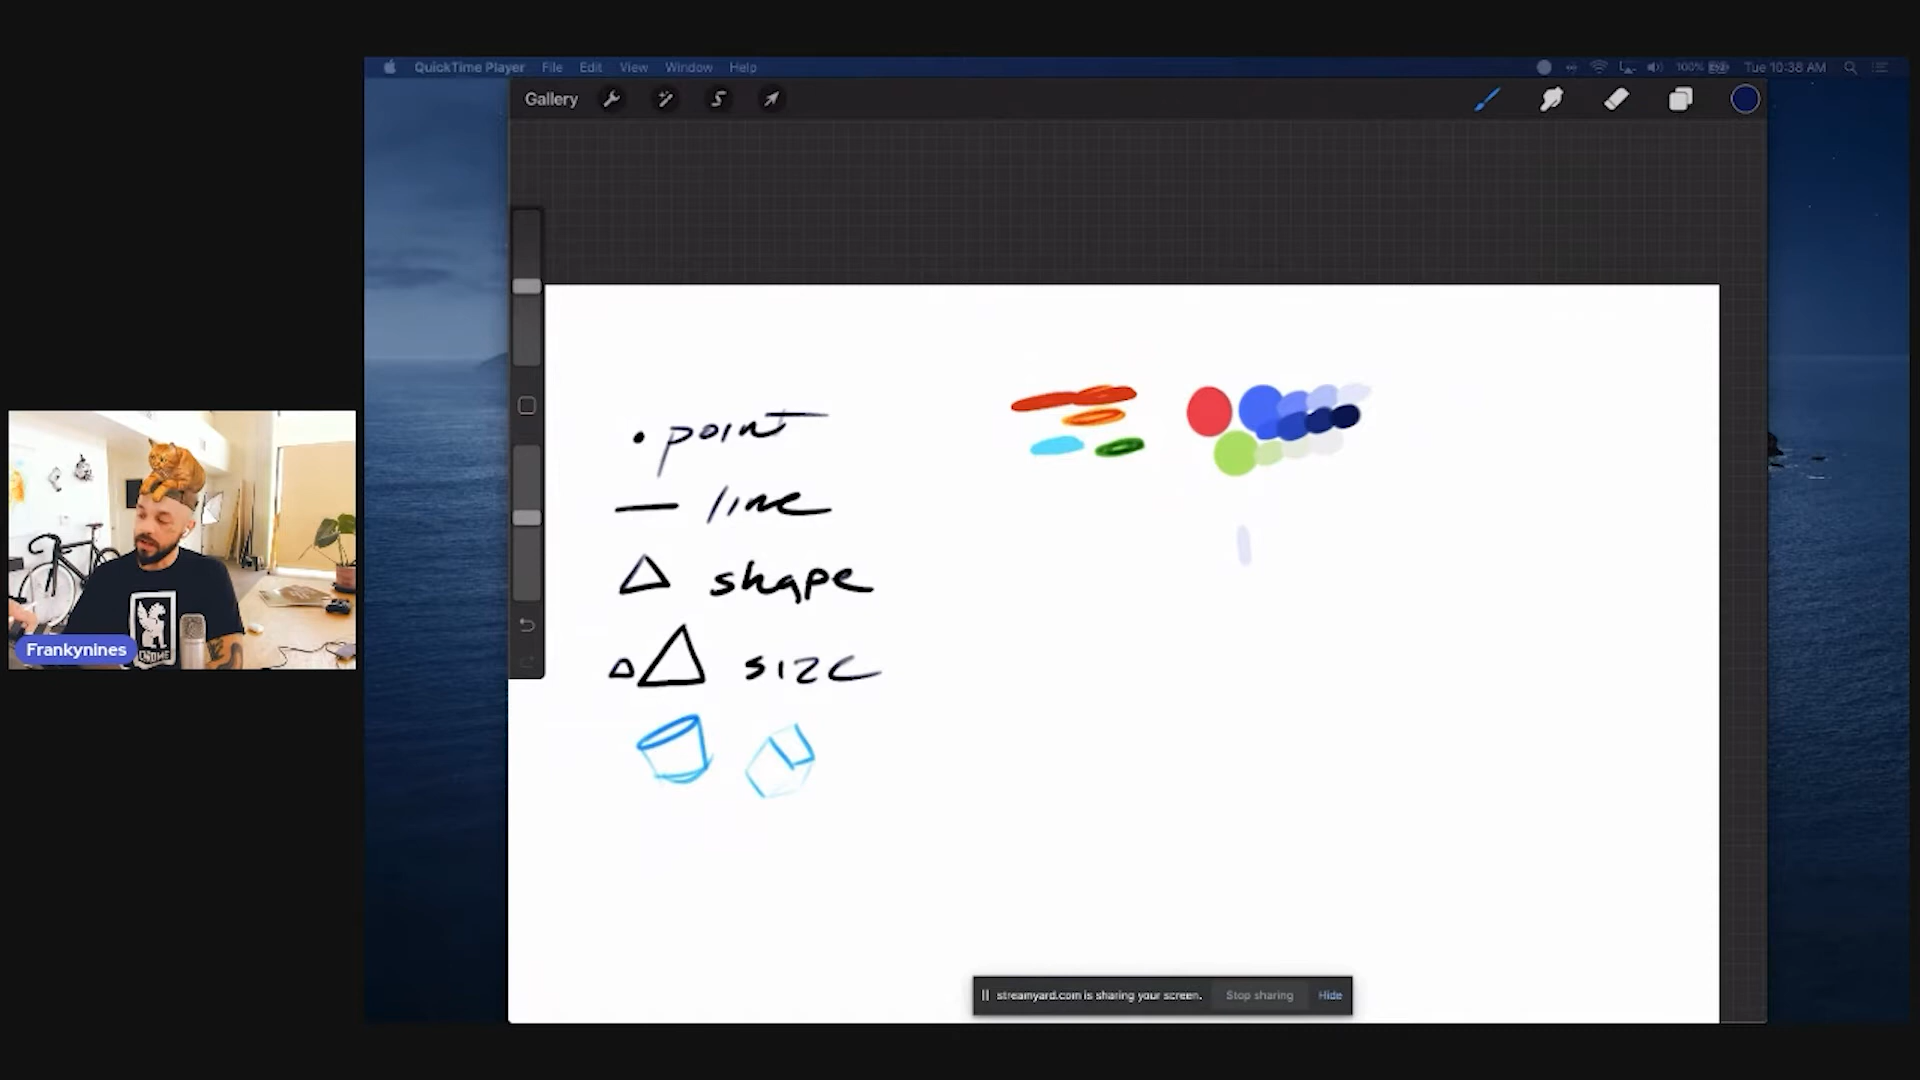 QuickTime Player File Edit View Window Help 100% Tue 10:38 AM
Gallery
point
line
shape
size
Frankynines
streamyard.com is sharing your screen. Stop sharing Hide